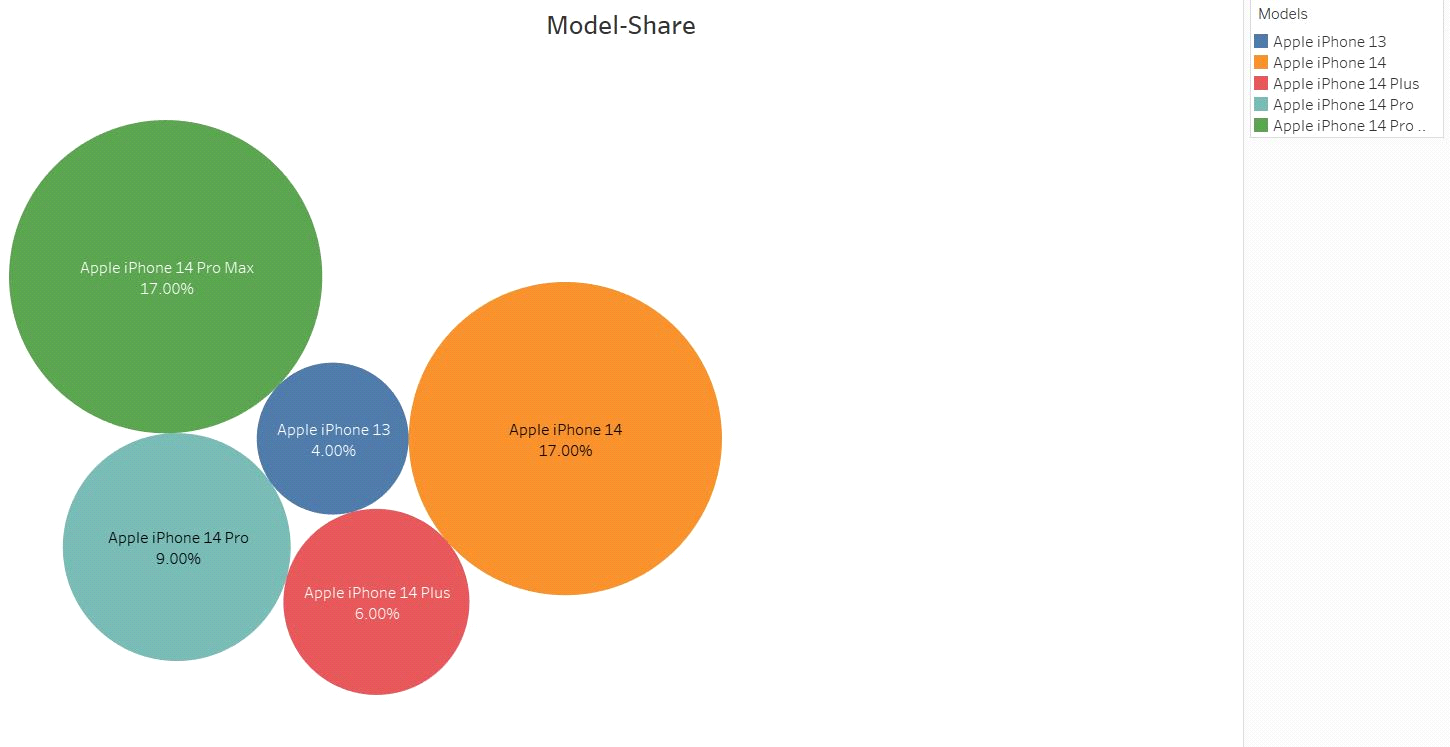 Model-Share
Models
Apple iPhone 13
Apple iPhone 14
Apple iPhone 14 Plus
Apple iPhone 14 Pro
Apple iPhone 14 Pro ..
Apple iPhone 14 Pro Max
17.00%
Apple iPhone 13
4.00%
Apple iPhone 14
17.00%
Apple iPhone 14 Pro
9.00%
Apple iPhone 14 Plus
6.00%